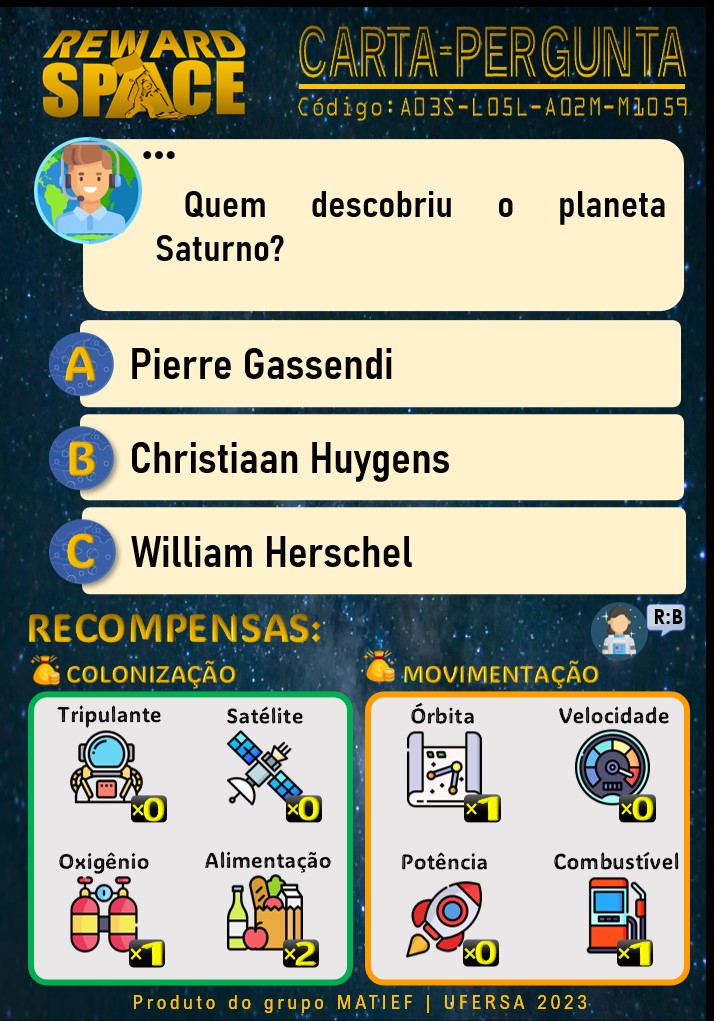 REWARD
SPACE
CARTA-PERGUNTA
Código:A03S-L05L-A02M-M1059
...
Quem descobriu o planeta
Saturno?
A Pierre Gassendi
B Christiaan Huygens
C William Herschel
RECOMPENSAS:
R:B
COLONIZAÇÃO
MOVIMENTAÇÃO
Tripulante Satélite
×0 ×0
Oxigênio Alimentação
×1 ×2
Órbita Velocidade
×1 ×0
Potência Combustível
×0 ×1
Produto do grupo MATIEF | UFERSA 2023